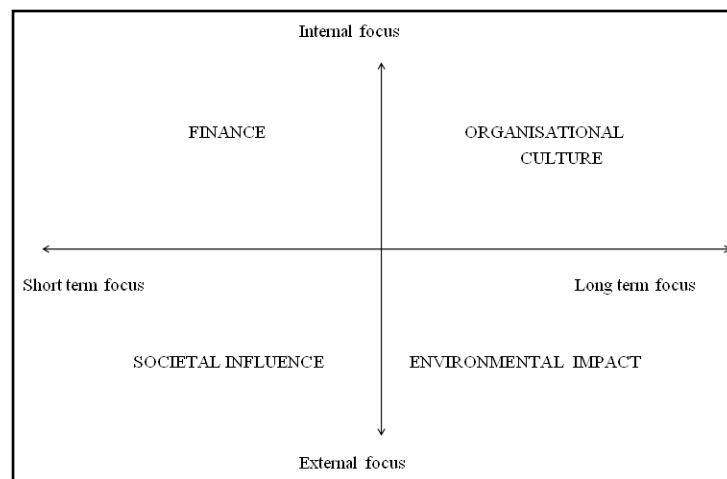 Internal focus
FINANCE
ORGANISATIONAL
CULTURE
Short term focus
Long term focus
SOCIETAL INFLUENCE
ENVIRONMENTAL IMPACT
External focus